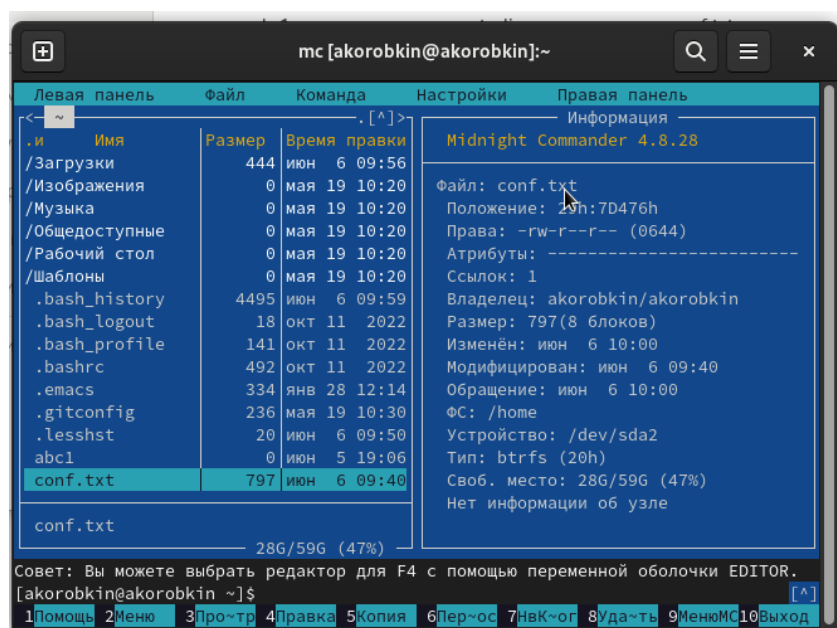 mc [akorobkin@akorobkin]:~
Левая панель Файл Команда Настройки Правая панель
<- ~ .[^]>
.и Имя Размер Время правки
/Загрузки 444 июн 6 09:56
/Изображения 0 мая 19 10:20
/Музыка 0 мая 19 10:20
/Общедоступные 0 мая 19 10:20
/Рабочий стол 0 мая 19 10:20
/Шаблоны 0 мая 19 10:20
.bash_history 4495 июн 6 09:59
.bash_logout 18 окт 11 2022
.bash_profile 141 окт 11 2022
.bashrc 492 окт 11 2022
.emacs 334 янв 28 12:14
.gitconfig 236 мая 19 10:30
.lesshst 20 июн 6 09:50
abc1 0 июн 5 19:06
conf.txt 797 июн 6 09:40
conf.txt
28G/59G (47%)
Информация
Midnight Commander 4.8.28
Файл: conf.txt
Положение: 29h:7D476h
Права: -rw-r--r-- (0644)
Атрибуты: -------------------------
Ссылок: 1
Владелец: akorobkin/akorobkin
Размер: 797(8 блоков)
Изменён: июн 6 10:00
Модифицирован: июн 6 09:40
Обращение: июн 6 10:00
ФС: /home
Устройство: /dev/sda2
Тип: btrfs (20h)
Своб. место: 28G/59G (47%)
Нет информации об узле
Совет: Вы можете выбрать редактор для F4 с помощью переменной оболочки EDITOR.
[akorobkin@akorobkin ~]$ [^]
1Помощь 2Меню 3Про~тр 4Правка 5Копия 6Пер~ос 7НвК~ог 8Уда~ть 9МенюMC 10Выход